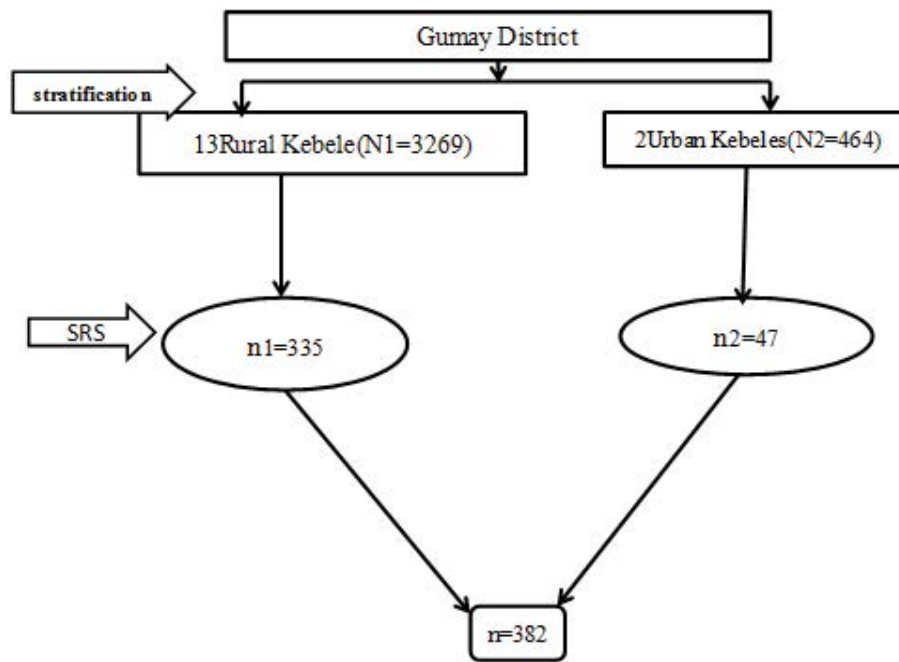 Gumay District
stratification
13Rural Kebele(N1=3269)
2Urban Kebeles(N2=464)
SRS
n1=335
n2=47
n=382